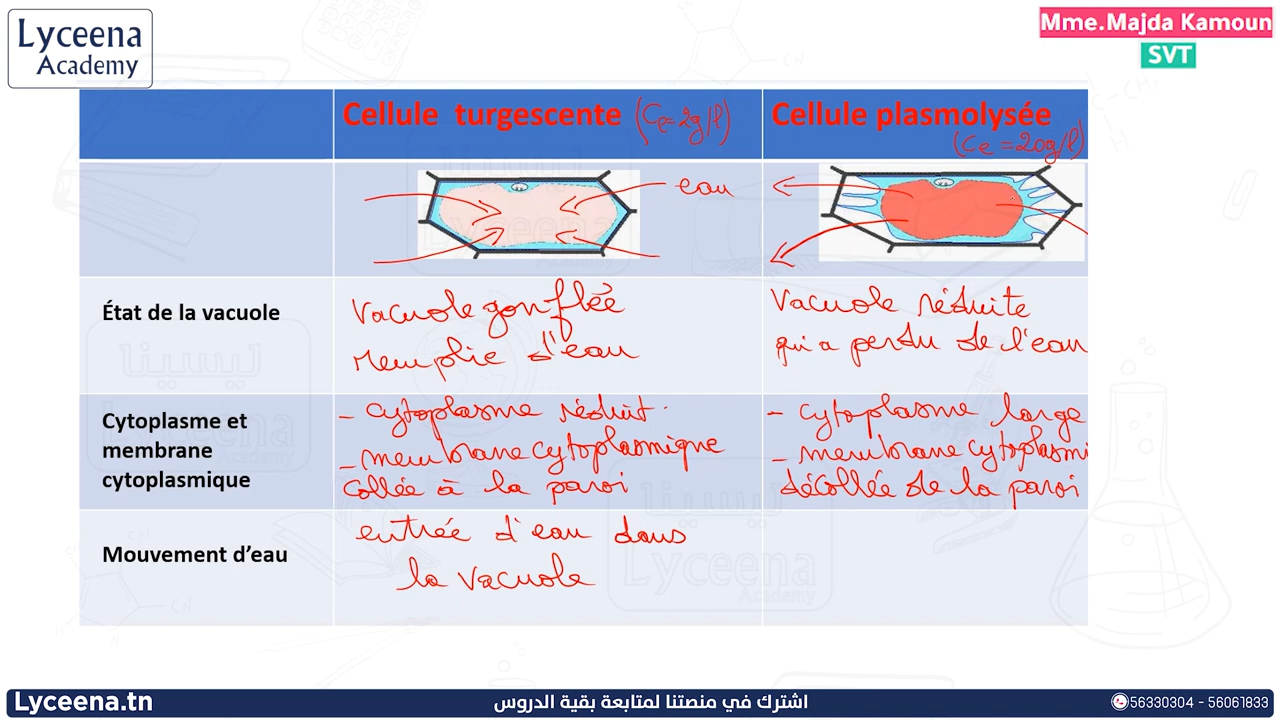 Lyceena
Academy
Mme.Majda Kamoun
SVT
Cellule turgescente (Ce=2g/l)
Cellule plasmolysée
(Ce=20g/l)
eau
État de la vacuole
Vacuole gonflée
remplie d'eau
Vacuole réduite
qui a perdu de l'eau
Cytoplasme et
membrane
cytoplasmique
- cytoplasme réduit.
- membrane cytoplasmique
collée à la paroi
- cytoplasme large
- membrane cytoplasmi
décollée de la paroi
Mouvement d'eau
entrée d'eau dans
la vacuole
Lyceena.tn
اشترك في منصتنا لمتابعة بقية الدروس
56330304 - 56061833